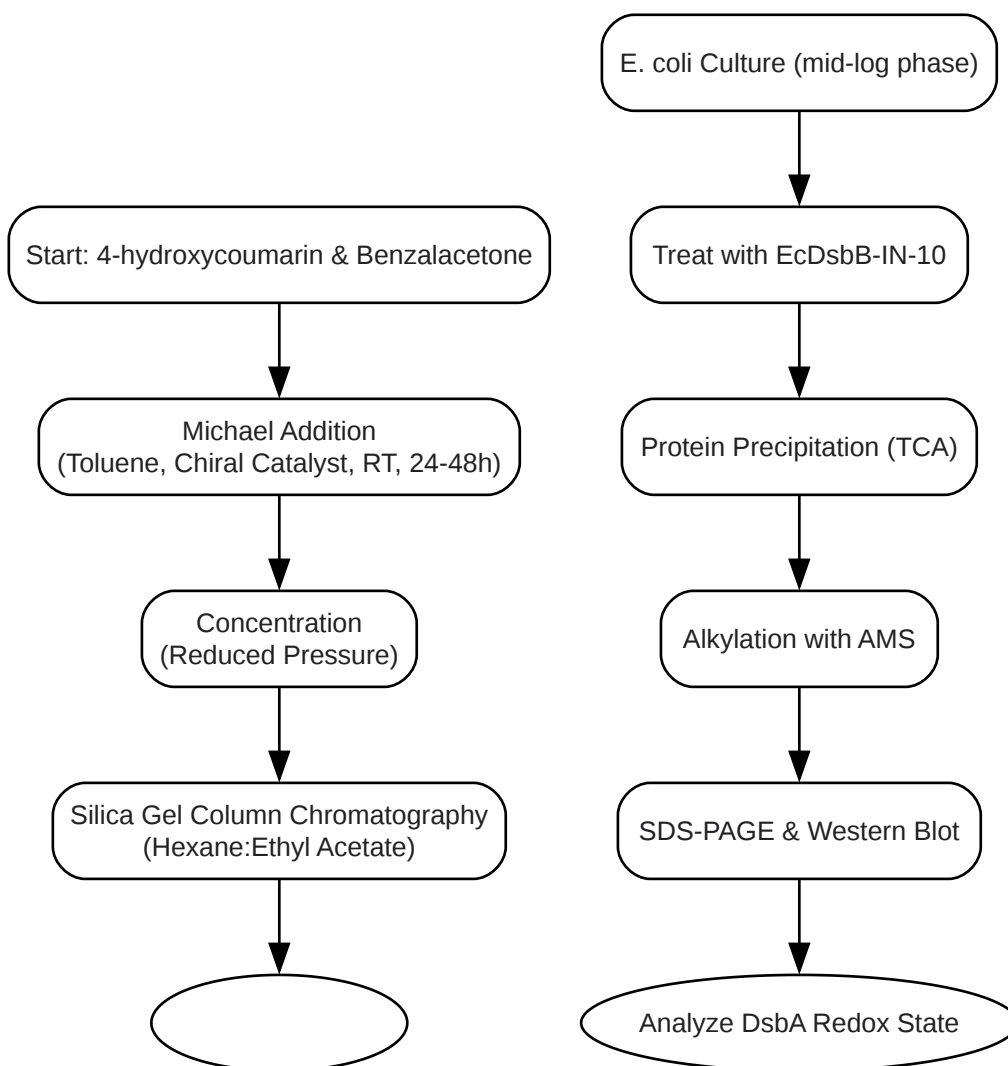 E. coli Culture (mid-log phase)
Start: 4-hydroxycoumarin & Benzalacetone
Treat with EcDsbB-IN-10
Michael Addition
(Toluene, Chiral Catalyst, RT, 24-48h)
Protein Precipitation (TCA)
Concentration
(Reduced Pressure)
Alkylation with AMS
Silica Gel Column Chromatography
(Hexane:Ethyl Acetate)
SDS-PAGE & Western Blot
Analyze DsbA Redox State